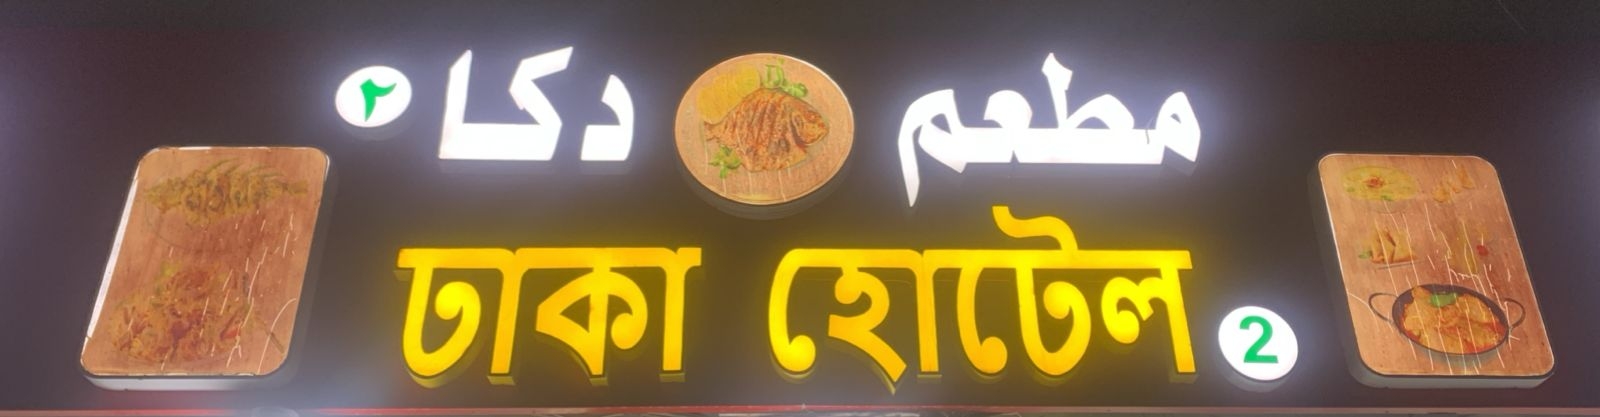 مطعم دكا ٢
ঢাকা হোটেল 2